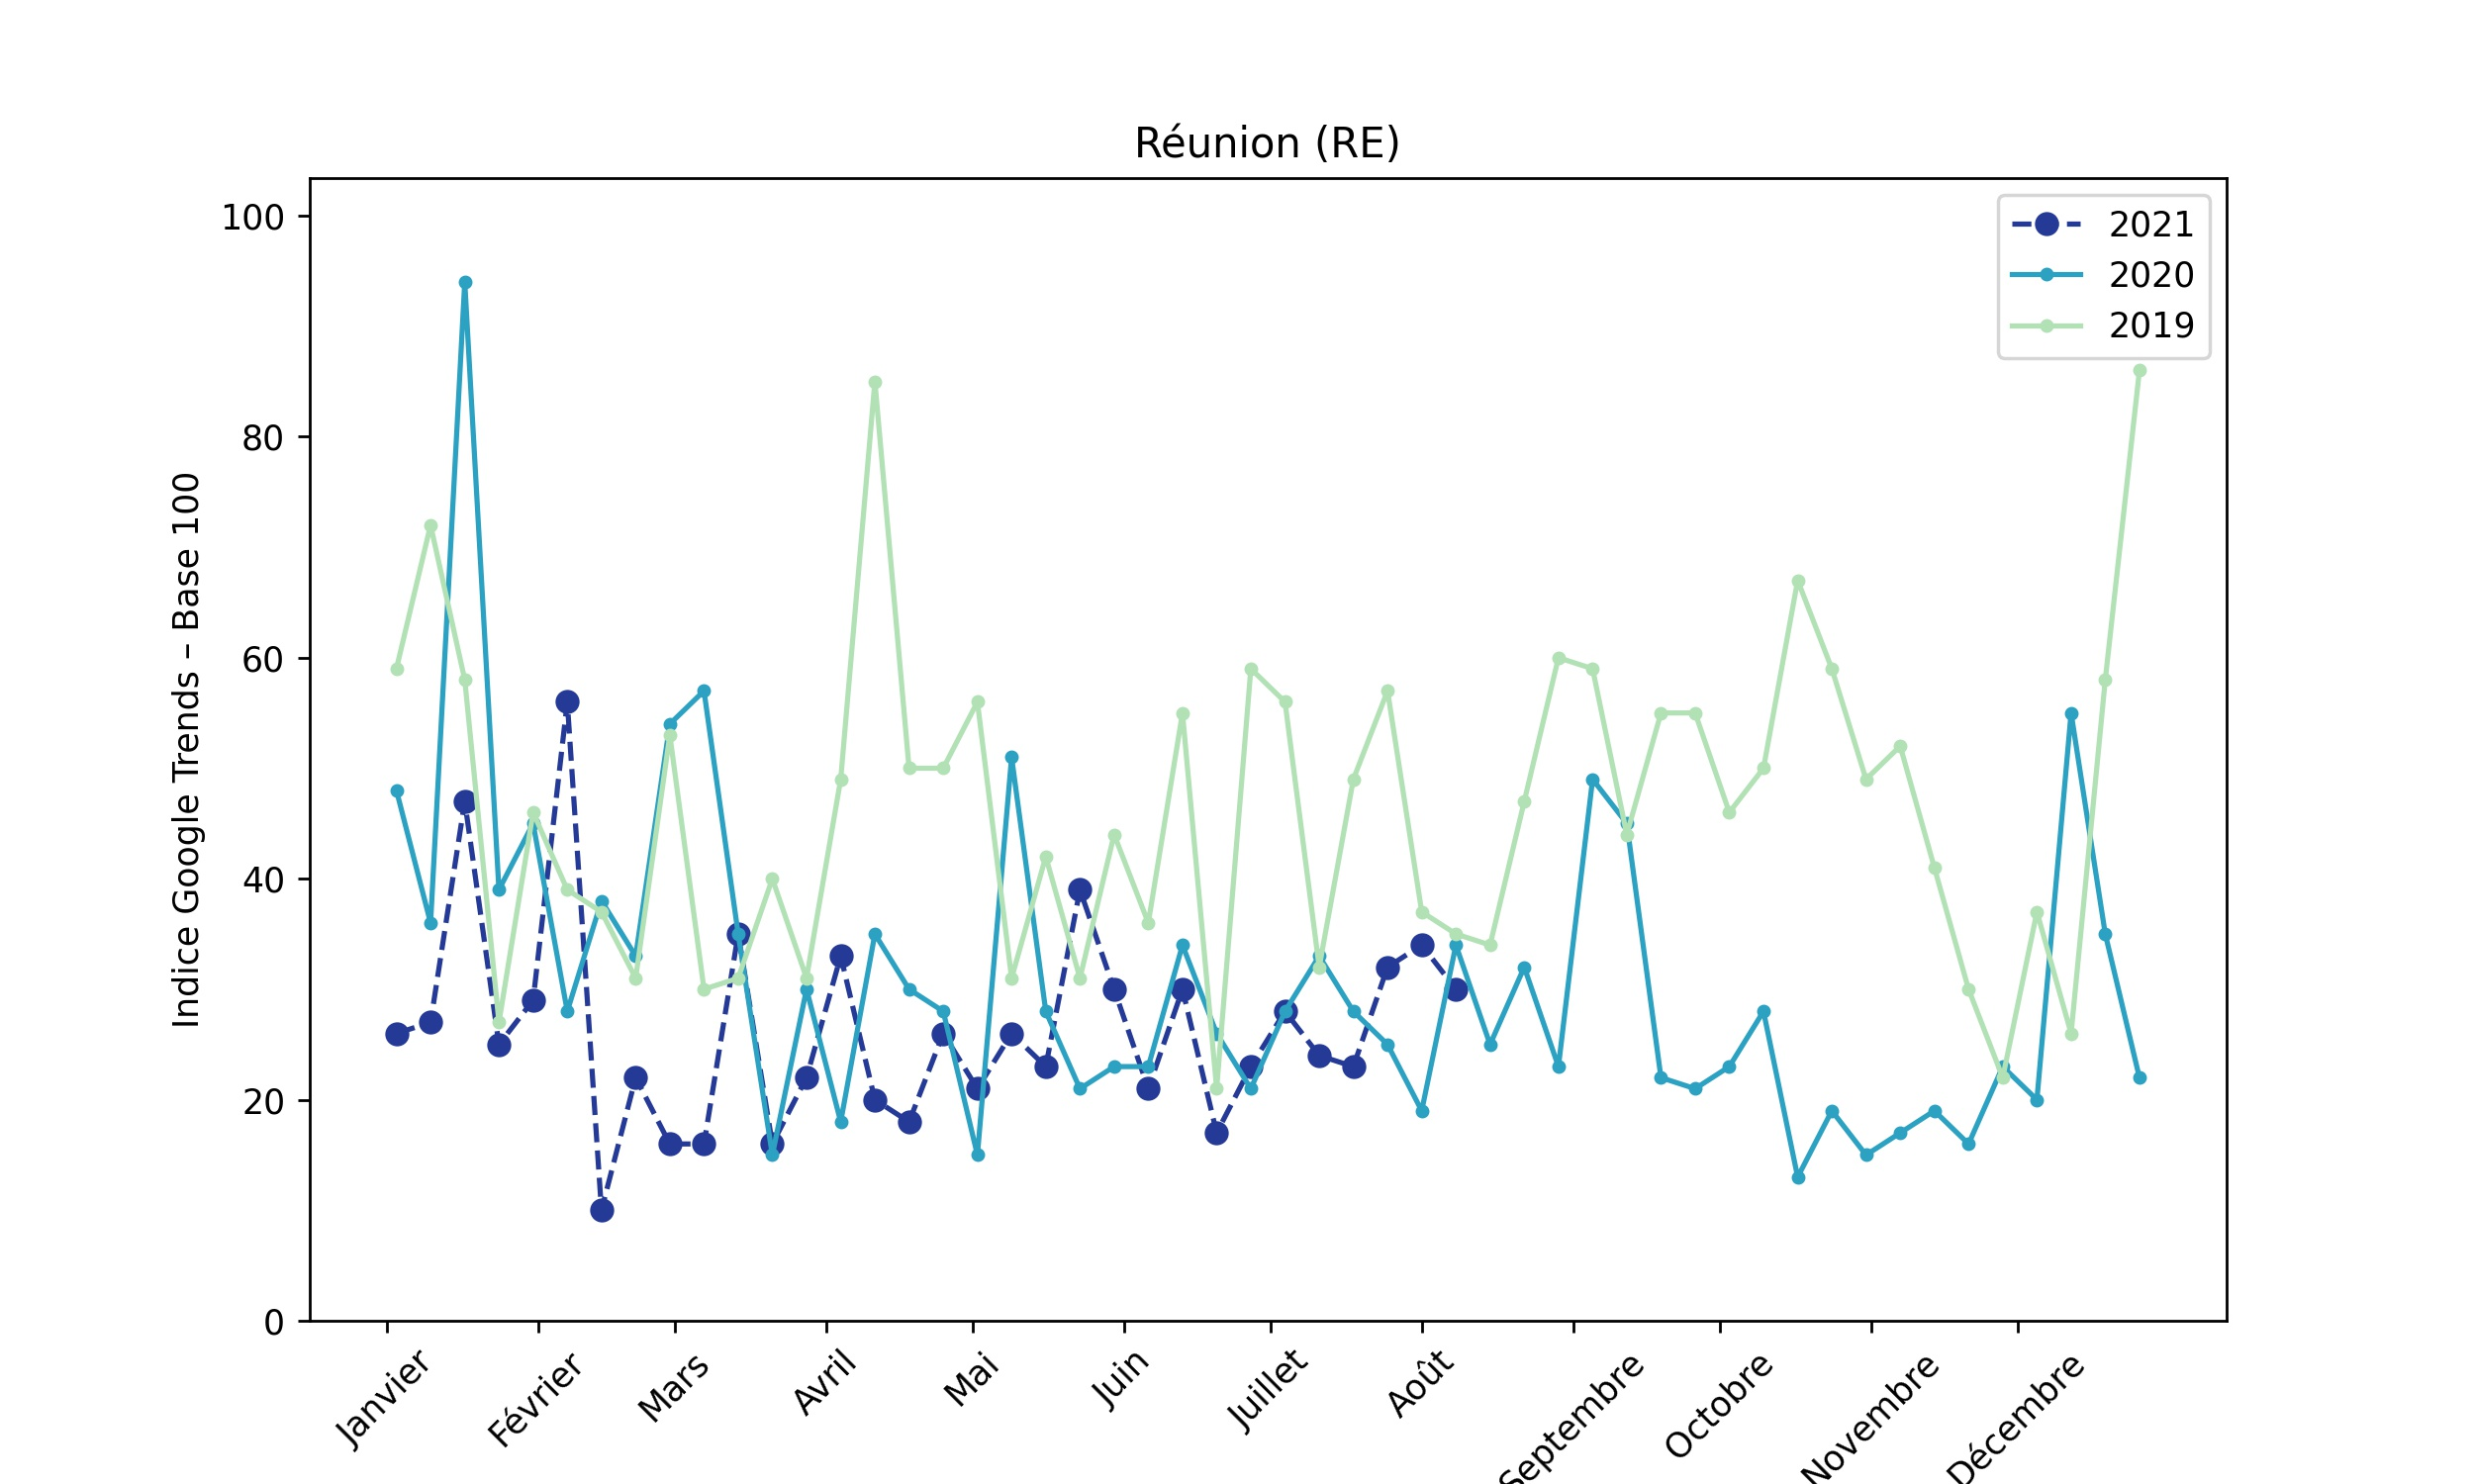 Réunion (RE)
Indice Google Trends – Base 100
100
80
60
40
20
0
2021
2020
2019
Janvier
Février
Mars
Avril
Mai
Juin
Juillet
Août
Septembre
Octobre
Novembre
Décembre